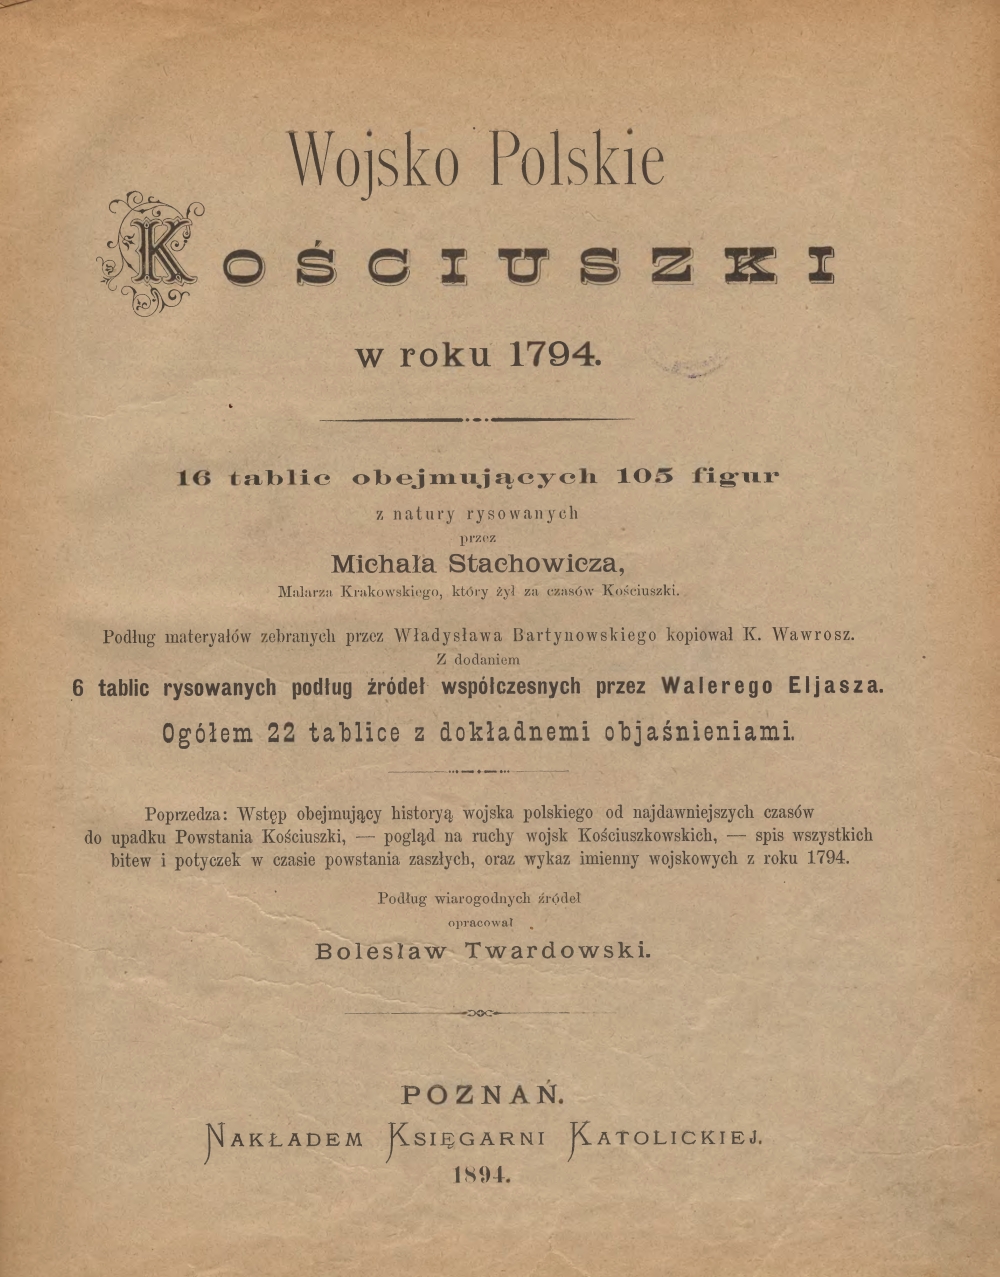 Wojsko Polskie
KOŚCIUSZKI
w roku 1794.
16 tablic obejmujących 105 figur
z natury rysowanych
przez
Michała Stachowicza,
Malarza Krakowskiego, który żył za czasów Kościuszki.
Podług materyałów zebranych przez Władysława Bartynowskiego kopiował K. Wawrosz.
Z dodaniem
6 tablic rysowanych podług źródeł współczesnych przez Walerego Eljasza.
Ogółem 22 tablice z dokładnemi objaśnieniami.
Poprzedza: Wstęp obejmujący historyą wojska polskiego od najdawniejszych czasów
do upadku Powstania Kościuszki, — pogląd na ruchy wojsk Kościuszkowskich, — spis wszystkich
bitew i potyczek w czasie powstania zaszłych, oraz wykaz imienny wojskowych z roku 1794.
Podług wiarogodnych źródeł
opracował
Bolesław Twardowski.
POZNAŃ.
NAKŁADEM KSIĘGARNI KATOLICKIEJ.
1894.